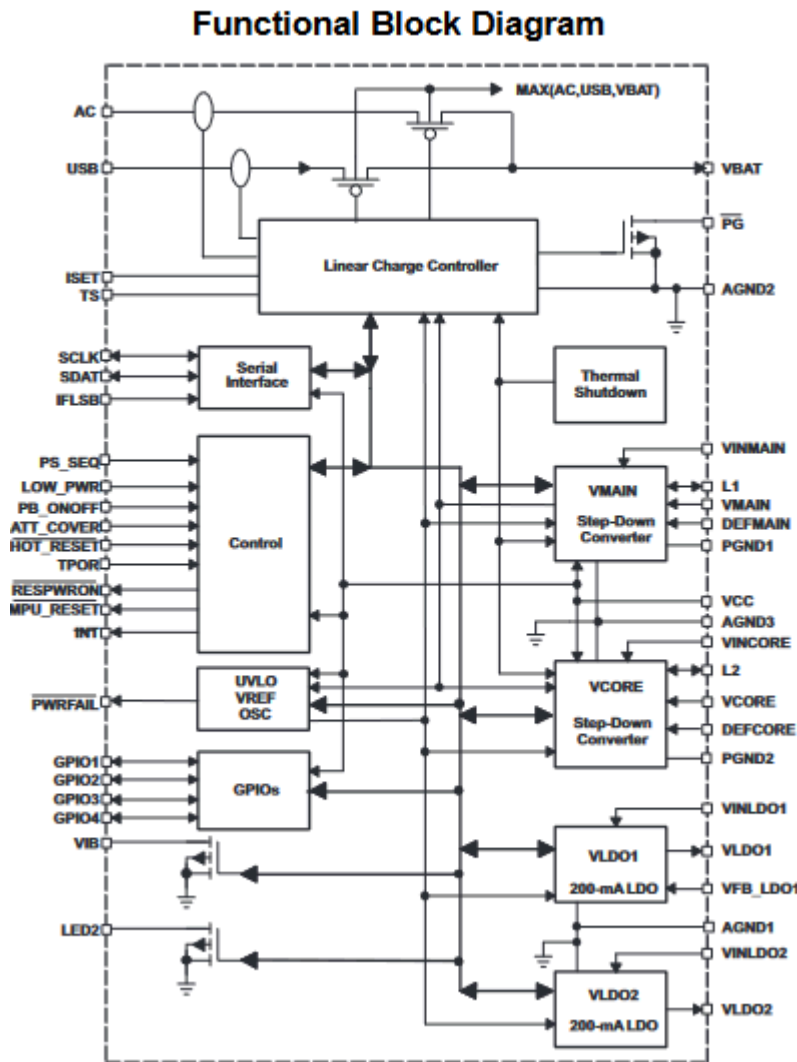 Functional Block Diagram
MAX(AC,USB,VBAT)
AC
USB
VBAT
PG
Linear Charge Controller
ISET
TS
AGND2
SCLK
SDAT
IFLSB
Serial
Interface
Thermal
Shutdown
PS_SEQ
LOW_PWR
PB_ONOFF
ATT_COVER
HOT_RESET
TPOR
RESPWRON
MPU_RESET
INT
Control
VINMAIN
L1
VMAIN
DEFMAIN
PGND1
VMAIN
Step-Down
Converter
VCC
AGND3
VINCORE
L2
VCORE
DEFCORE
PGND2
VCORE
Step-Down
Converter
PWRFAIL
UVLO
VREF
OSC
GPIO1
GPIO2
GPIO3
GPIO4
GPIOs
VIB
LED2
VINLDO1
VLDO1
VFB_LDO1
VLDO1
200-mA LDO
AGND1
VINLDO2
VLDO2
VLDO2
200-mA LDO